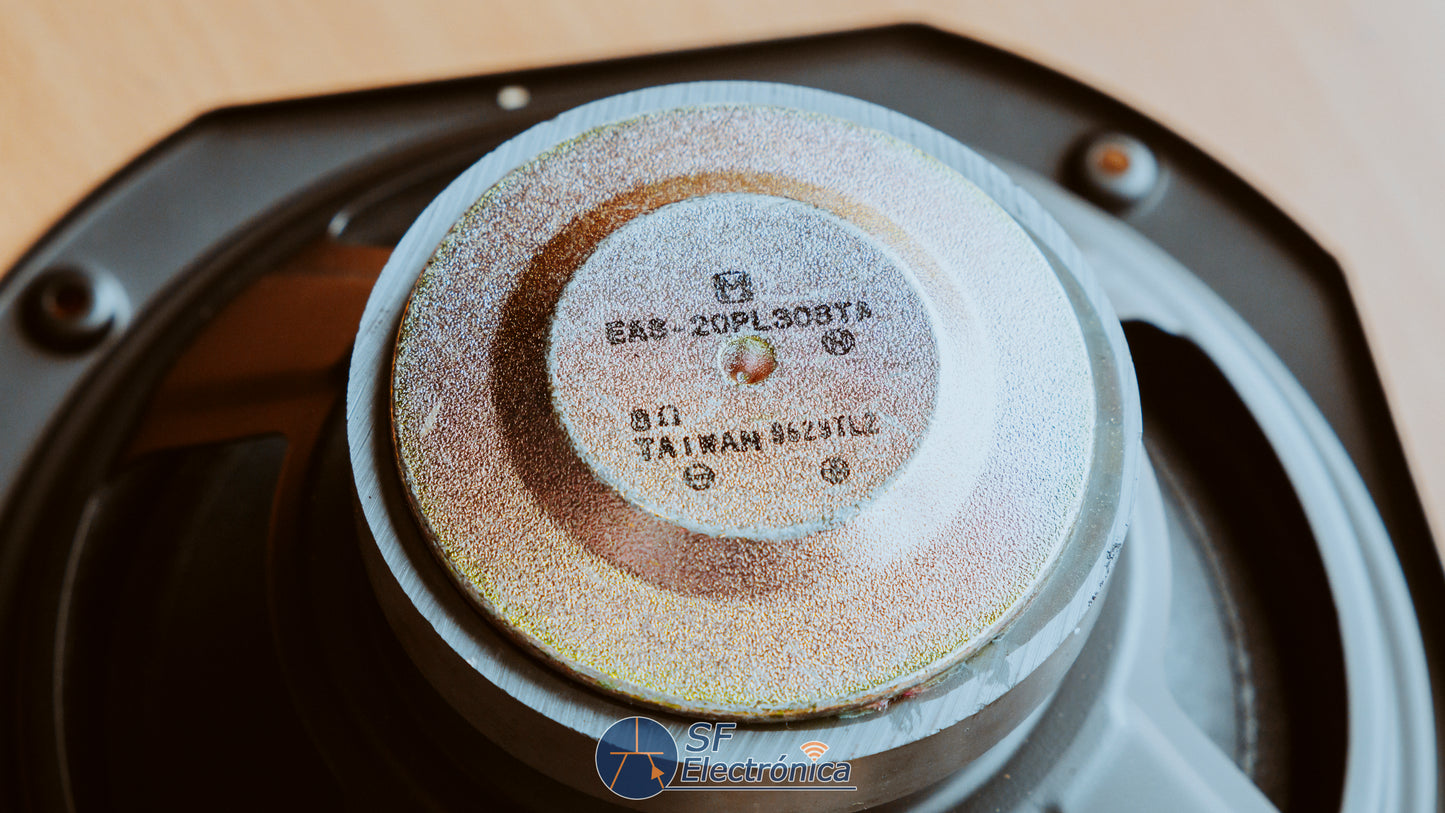 EAS-20PL308TA
8Ω
TAIWAN 9629TL2
SF
Electrónica